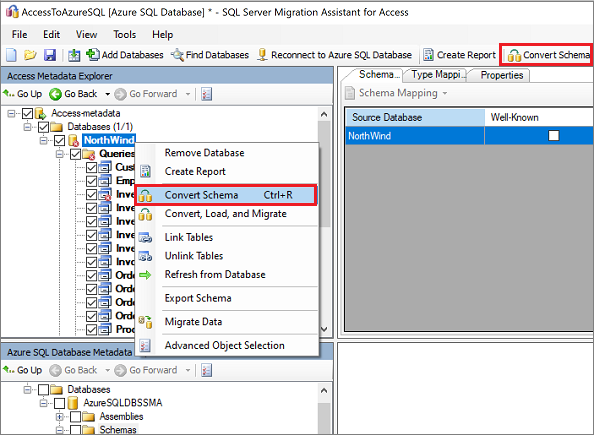 AccessToAzureSQL [Azure SQL Database] * - SQL Server Migration Assistant for Access
File Edit View Tools Help
Add Databases Find Databases Reconnect to Azure SQL Database Create Report Convert Schema
Access Metadata Explorer
Go Up Go Back Go Forward
Access-metadata
Databases (1/1)
NorthWind
Queries
Cust
Emp
Inve
Inve
Inve
Inve
Inve
Orde
Orde
Orde
Orde
Prod
Remove Database
Create Report
Convert Schema Ctrl+R
Convert, Load, and Migrate
Link Tables
Unlink Tables
Refresh from Database
Export Schema
Migrate Data
Advanced Object Selection
Schema... Type Mappi... Properties
Schema Mapping
Source Database Well-Known
NorthWind
Azure SQL Database Metadata
Go Up Go Back Go Forward
Databases
AzureSQLDBSSMA
Assemblies
Schemas